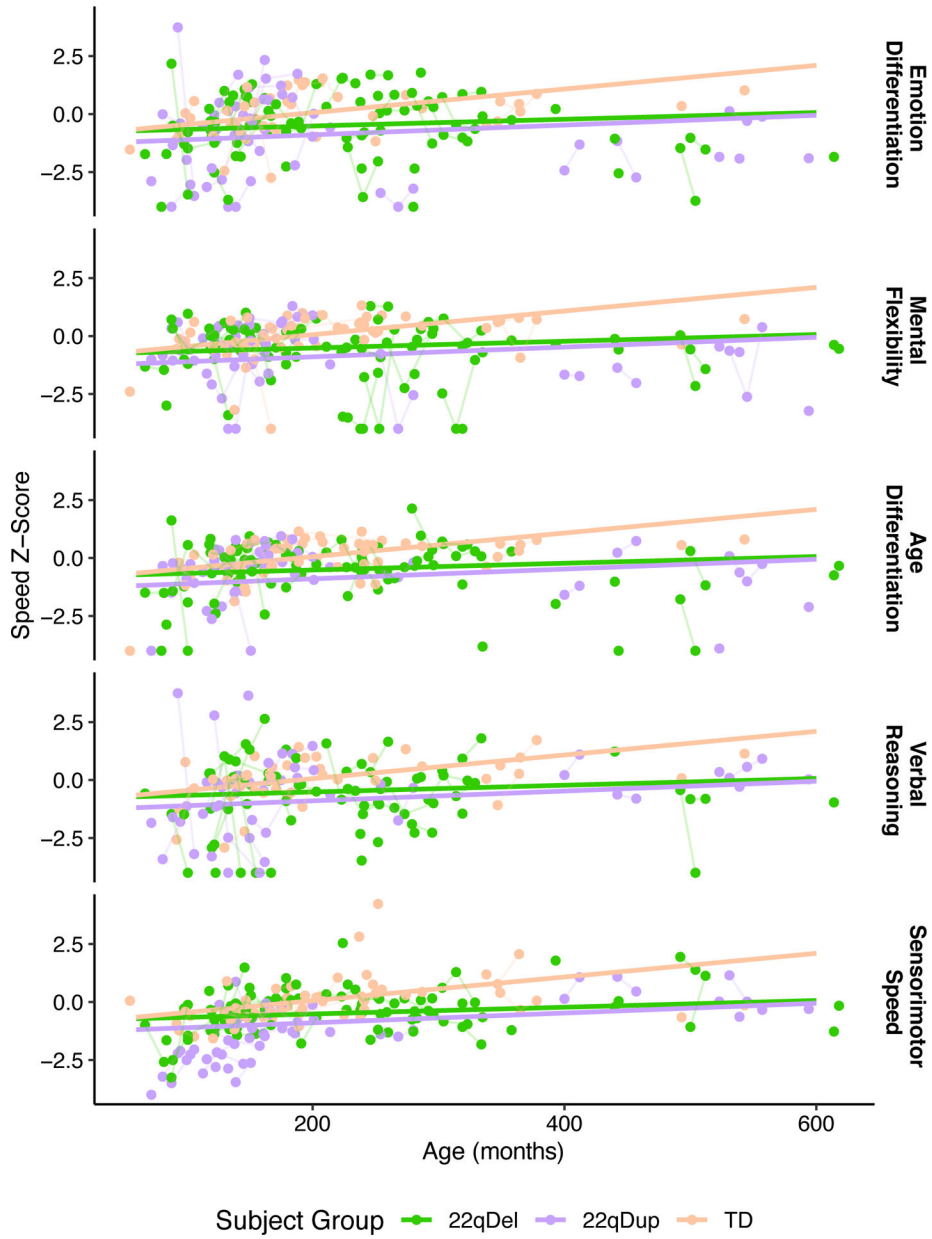 2.5
0.0
−2.5
Emotion
Differentiation
2.5
0.0
−2.5
Mental
Flexibility
2.5
0.0
−2.5
Age
Differentiation
2.5
0.0
−2.5
Verbal
Reasoning
2.5
0.0
−2.5
Sensorimotor
Speed
Speed Z−Score
200 400 600
Age (months)
Subject Group 22qDel 22qDup TD